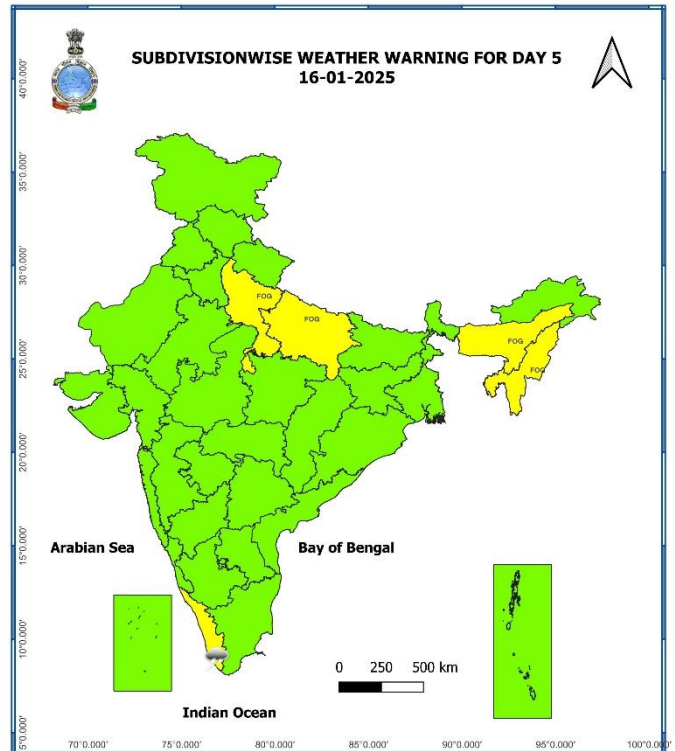 SUBDIVISIONWISE WEATHER WARNING FOR DAY 5
16-01-2025
40°0.000'
35°0.000'
30°0.000'
25°0.000'
20°0.000'
15°0.000'
10°0.000'
5°0.000'
FOG
FOG
FOG
FOG
Arabian Sea
Bay of Bengal
0 250 500 km
Indian Ocean
70°0.000' 75°0.000' 80°0.000' 85°0.000' 90°0.000' 95°0.000' 100°0.000'